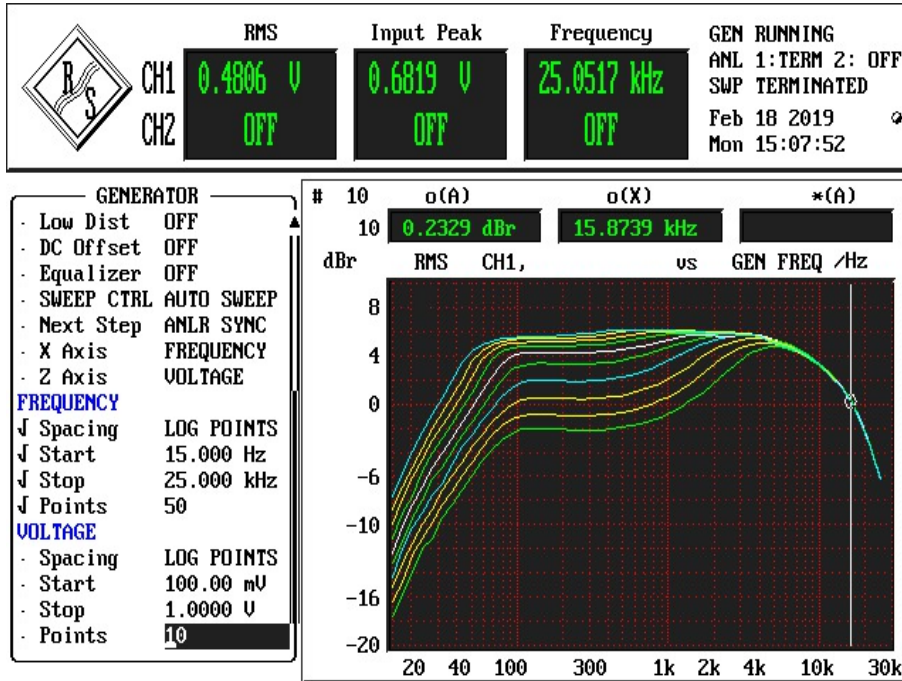 RMS Input Peak Frequency
R
S
CH1 0.4806 V 0.6819 V 25.0517 kHz
CH2 OFF OFF OFF
GEN RUNNING
ANL 1:TERM 2: OFF
SWP TERMINATED
Feb 18 2019
Mon 15:07:52
GENERATOR
· Low Dist OFF
· DC Offset OFF
· Equalizer OFF
· SWEEP CTRL AUTO SWEEP
· Next Step ANLR SYNC
· X Axis FREQUENCY
· Z Axis VOLTAGE
FREQUENCY
√ Spacing LOG POINTS
√ Start 15.000 Hz
√ Stop 25.000 kHz
√ Points 50
VOLTAGE
· Spacing LOG POINTS
· Start 100.00 mV
· Stop 1.0000 V
· Points 10
# 10 o(A) o(X) *(A)
10 0.2329 dBr 15.8739 kHz
dBr RMS CH1, vs GEN FREQ /Hz
8
4
0
-6
-10
-16
-20
20 40 100 300 1k 2k 4k 10k 30k